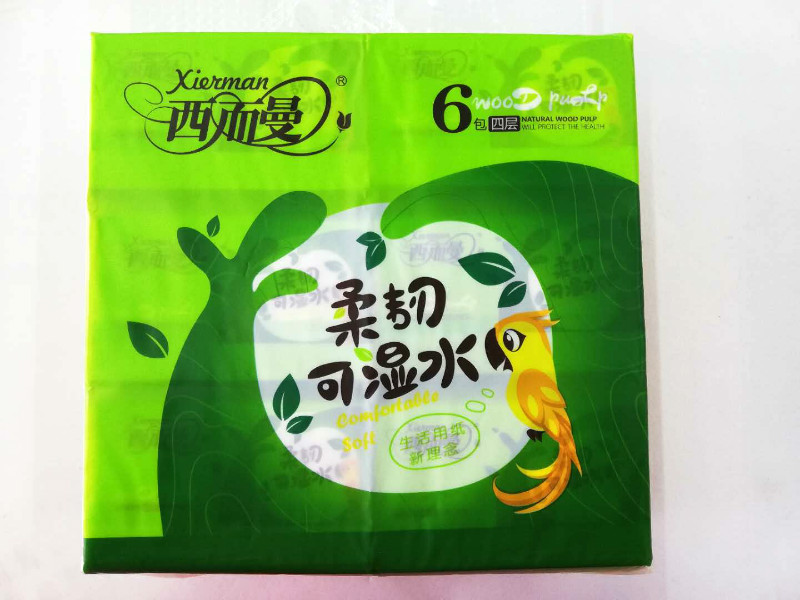 Xierman
西而曼®
6包 四层
wooD pusLp
NATURAL WOOD PULP
WILL PROTECT THE HEALTH
柔韧
可湿水
Comfortable
Soft
生活用纸
新理念